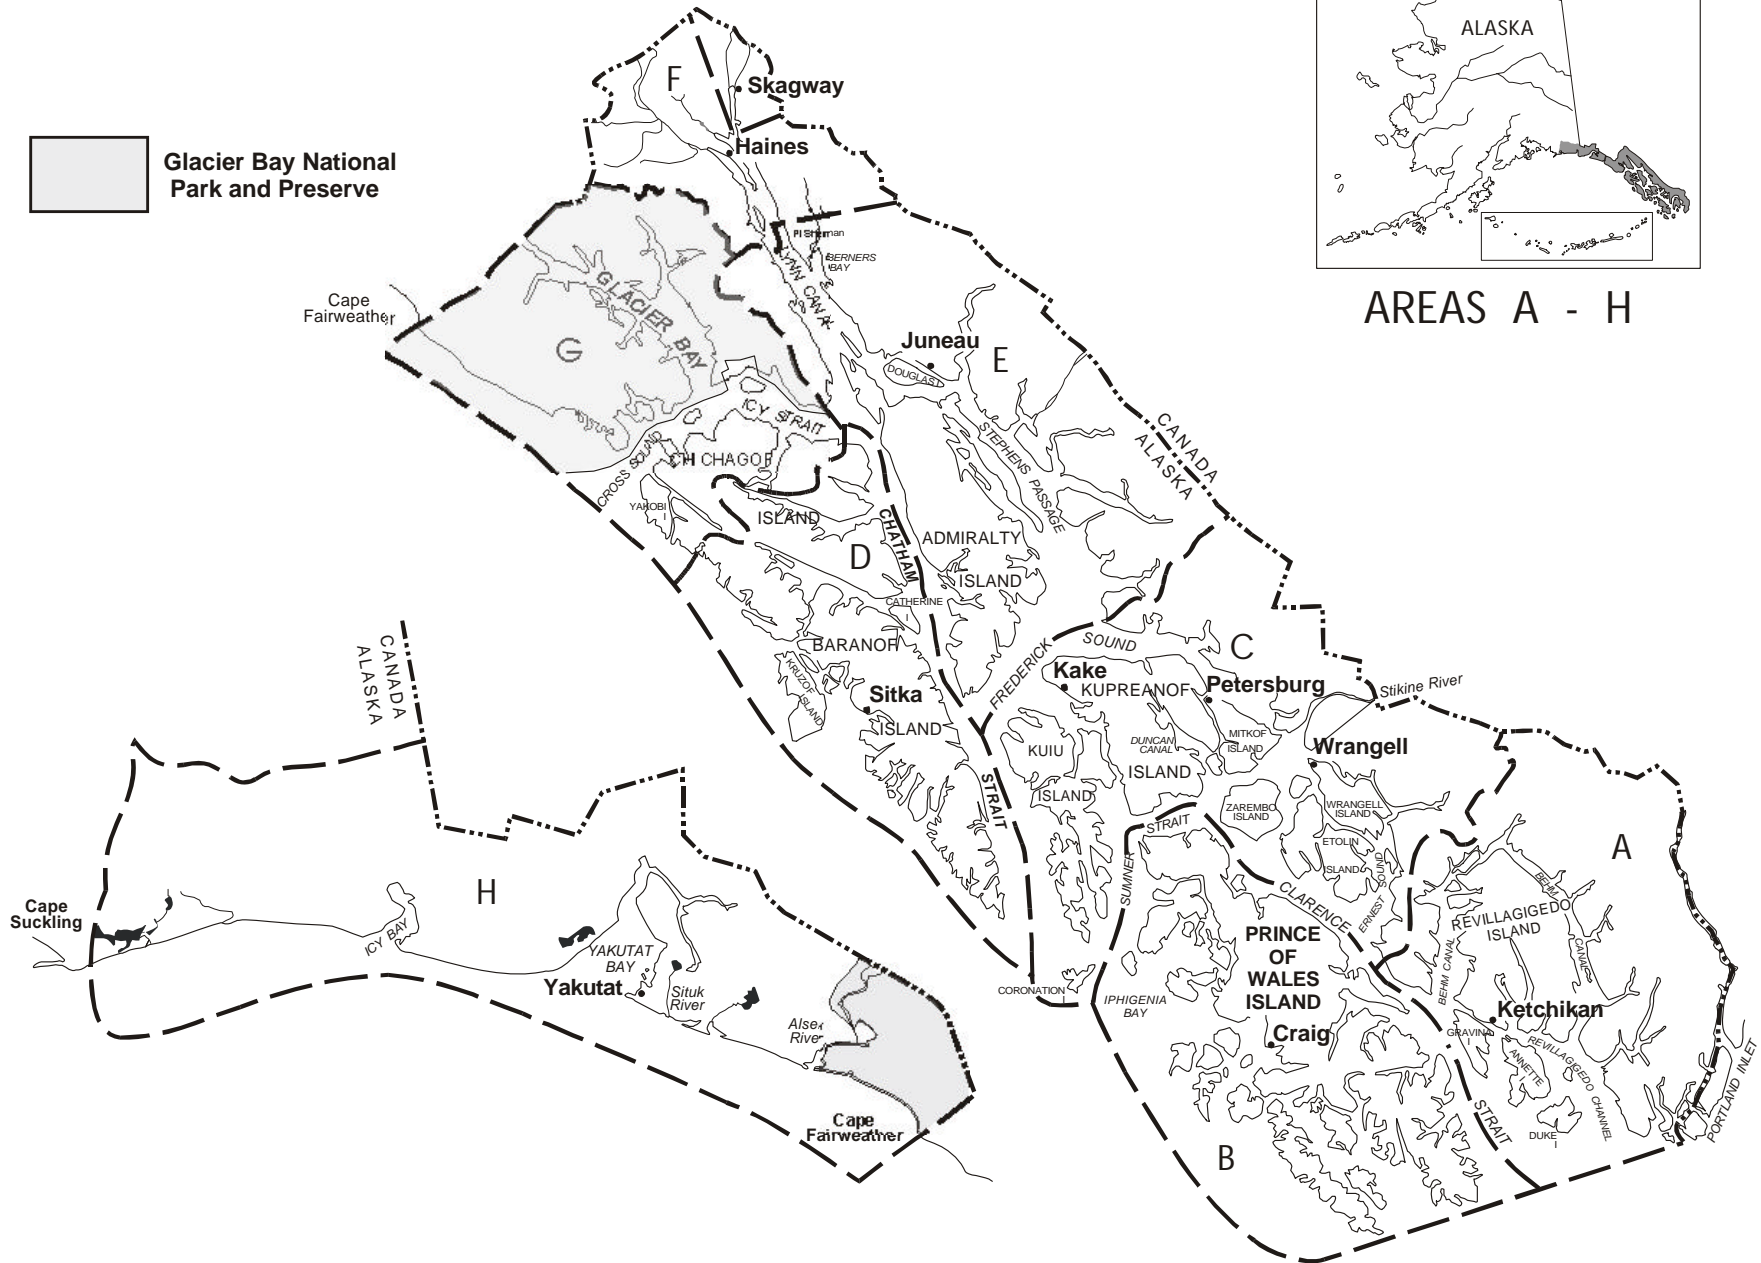 ALASKA
AREAS A - H
Glacier Bay National
Park and Preserve
F
Skagway
Haines
BERNERS
BAY
Cape
Fairweather
GLACIER BAY
G
Juneau
DOUGLAS
E
ICY STRAIT
CROSS SOUND
CHICHAGOF
ISLAND
YAKOBI
STEPHENS PASSAGE
CANADA
ALASKA
CHATHAM
STRAIT
D
ADMIRALTY
ISLAND
CATHERINE
I
BARANOF
ISLAND
KRUZOF
ISLAND
Sitka
FREDERICK
SOUND
C
Kake
KUPREANOF
ISLAND
Petersburg
Stikine River
KUIU
ISLAND
DUNCAN
CANAL
MITKOF
ISLAND
Wrangell
ZAREMBO
ISLAND
WRANGELL
ISLAND
ETOLIN
ISLAND
ERNEST SOUND
SUMNER
STRAIT
CLARENCE
STRAIT
A
BEHM
CANAL
BEHM CANAL
REVILLAGIGEDO
ISLAND
PRINCE
OF
WALES
ISLAND
Craig
CORONATION
I
IPHIGENIA
BAY
Ketchikan
GRAVINA
I
ANNETTE
I
REVILLAGIGEDO CHANNEL
DUKE
I
PORTLAND INLET
B
CANADA
ALASKA
H
Cape
Suckling
ICY BAY
YAKUTAT
BAY
Yakutat
Situk
River
Alsek
River
Cape
Fairweather